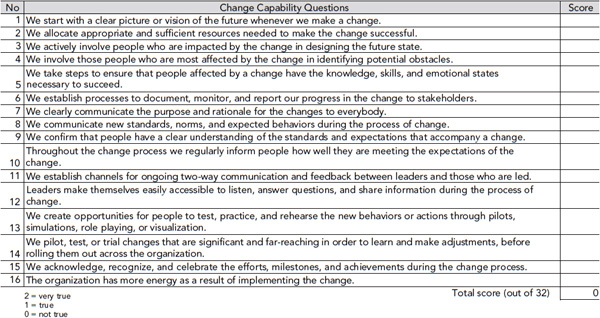 No Change Capability Questions Score
1 We start with a clear picture or vision of the future whenever we make a change.
2 We allocate appropriate and sufficient resources needed to make the change successful.
3 We actively involve people who are impacted by the change in designing the future state.
4 We involve those people who are most affected by the change in identifying potential obstacles.
We take steps to ensure that people affected by a change have the knowledge, skills, and emotional states
5 necessary to succeed.
6 We establish processes to document, monitor, and report our progress in the change to stakeholders.
7 We clearly communicate the purpose and rationale for the changes to everybody.
8 We communicate new standards, norms, and expected behaviors during the process of change.
9 We confirm that people have a clear understanding of the standards and expectations that accompany a change.
Throughout the change process we regularly inform people how well they are meeting the expectations of the
10 change.
11 We establish channels for ongoing two-way communication and feedback between leaders and those who are led.
Leaders make themselves easily accessible to listen, answer questions, and share information during the process of
12 change.
We create opportunities for people to test, practice, and rehearse the new behaviors or actions through pilots,
13 simulations, role playing, or visualization.
We pilot, test, or trial changes that are significant and far-reaching in order to learn and make adjustments, before
14 rolling them out across the organization.
15 We acknowledge, recognize, and celebrate the efforts, milestones, and achievements during the change process.
16 The organization has more energy as a result of implementing the change.
Total score (out of 32) 0
2 = very true
1 = true
0 = not true